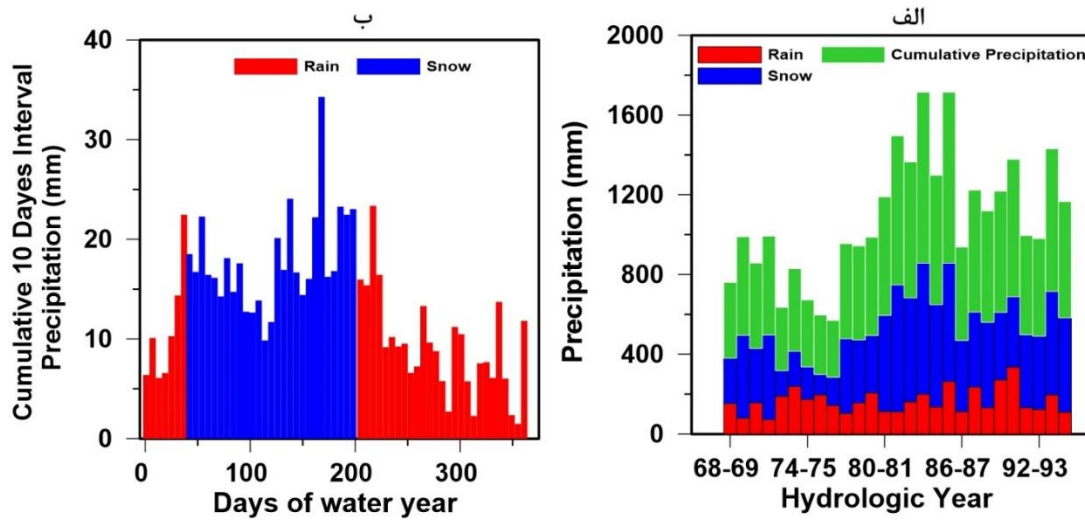 ب
Cumulative 10 Dayes Interval
Precipitation (mm)
40
30
20
10
0
Rain
Snow
0
100
200
300
Days of water year
الف
Precipitation (mm)
2000
1600
1200
800
400
0
Rain
Cumulative Precipitation
Snow
68-69
74-75
80-81
86-87
92-93
Hydrologic Year